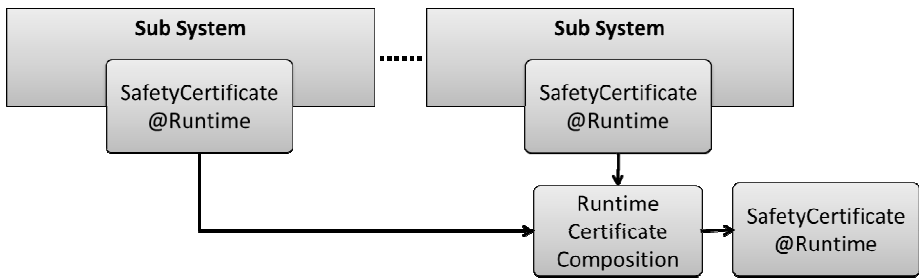 Sub System
SafetyCertificate
@Runtime
Sub System
SafetyCertificate
@Runtime
Runtime
Certificate
Composition
SafetyCertificate
@Runtime